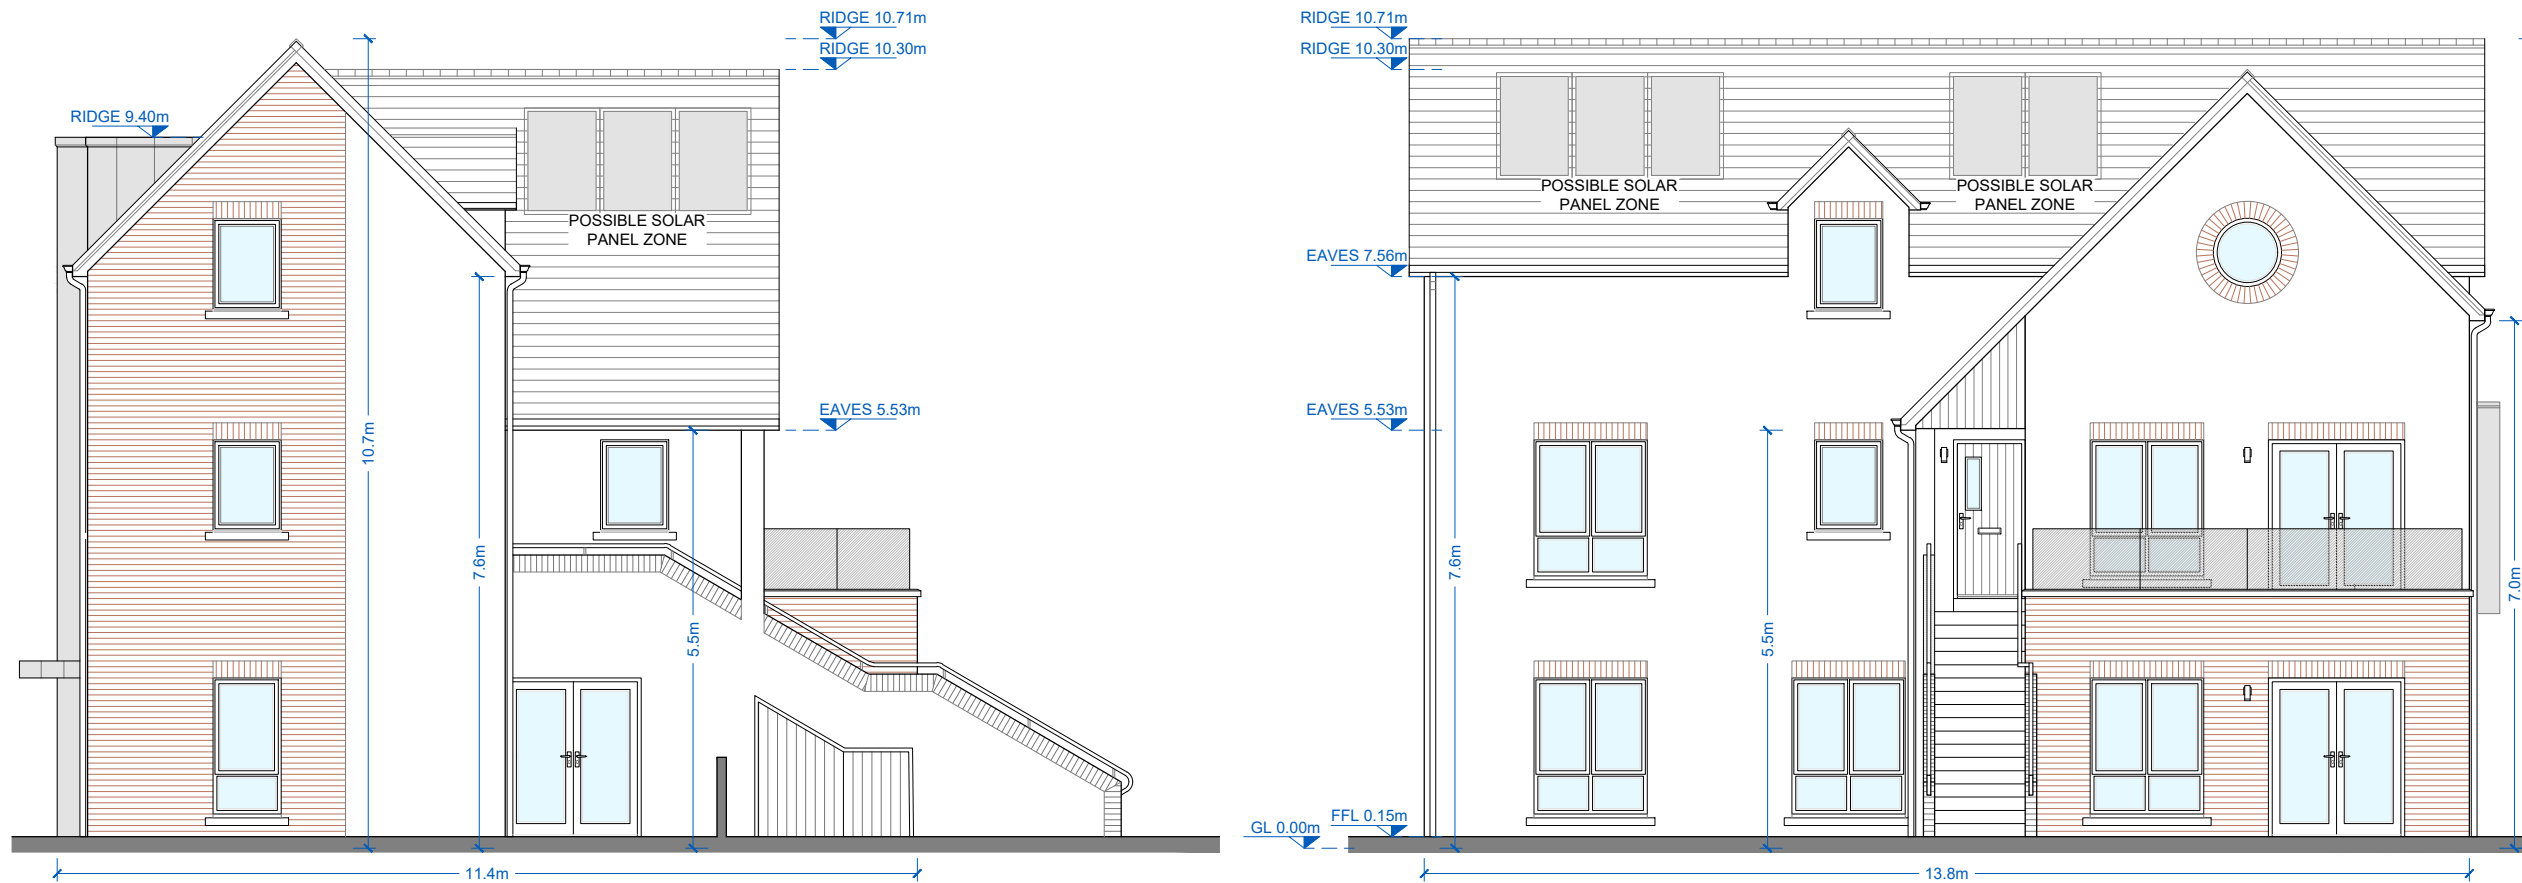 RIDGE 10.71m
RIDGE 10.30m
RIDGE 9.40m
POSSIBLE SOLAR
PANEL ZONE
EAVES 5.53m
10.7m
7.6m
5.5m
11.4m
RIDGE 10.71m
RIDGE 10.30m
POSSIBLE SOLAR
PANEL ZONE
POSSIBLE SOLAR
PANEL ZONE
EAVES 7.56m
EAVES 5.53m
7.6m
5.5m
7.0m
FFL 0.15m
GL 0.00m
13.8m